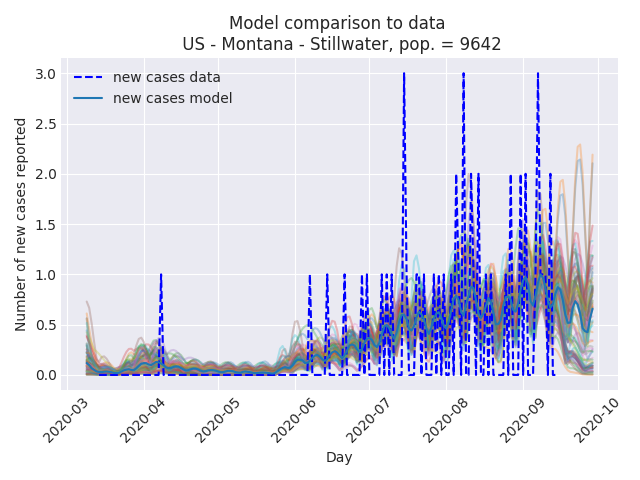 Model comparison to data
US - Montana - Stillwater, pop. = 9642
new cases data
new cases model
Number of new cases reported
3.0
2.5
2.0
1.5
1.0
0.5
0.0
2020-03
2020-04
2020-05
2020-06
2020-07
2020-08
2020-09
2020-10
Day